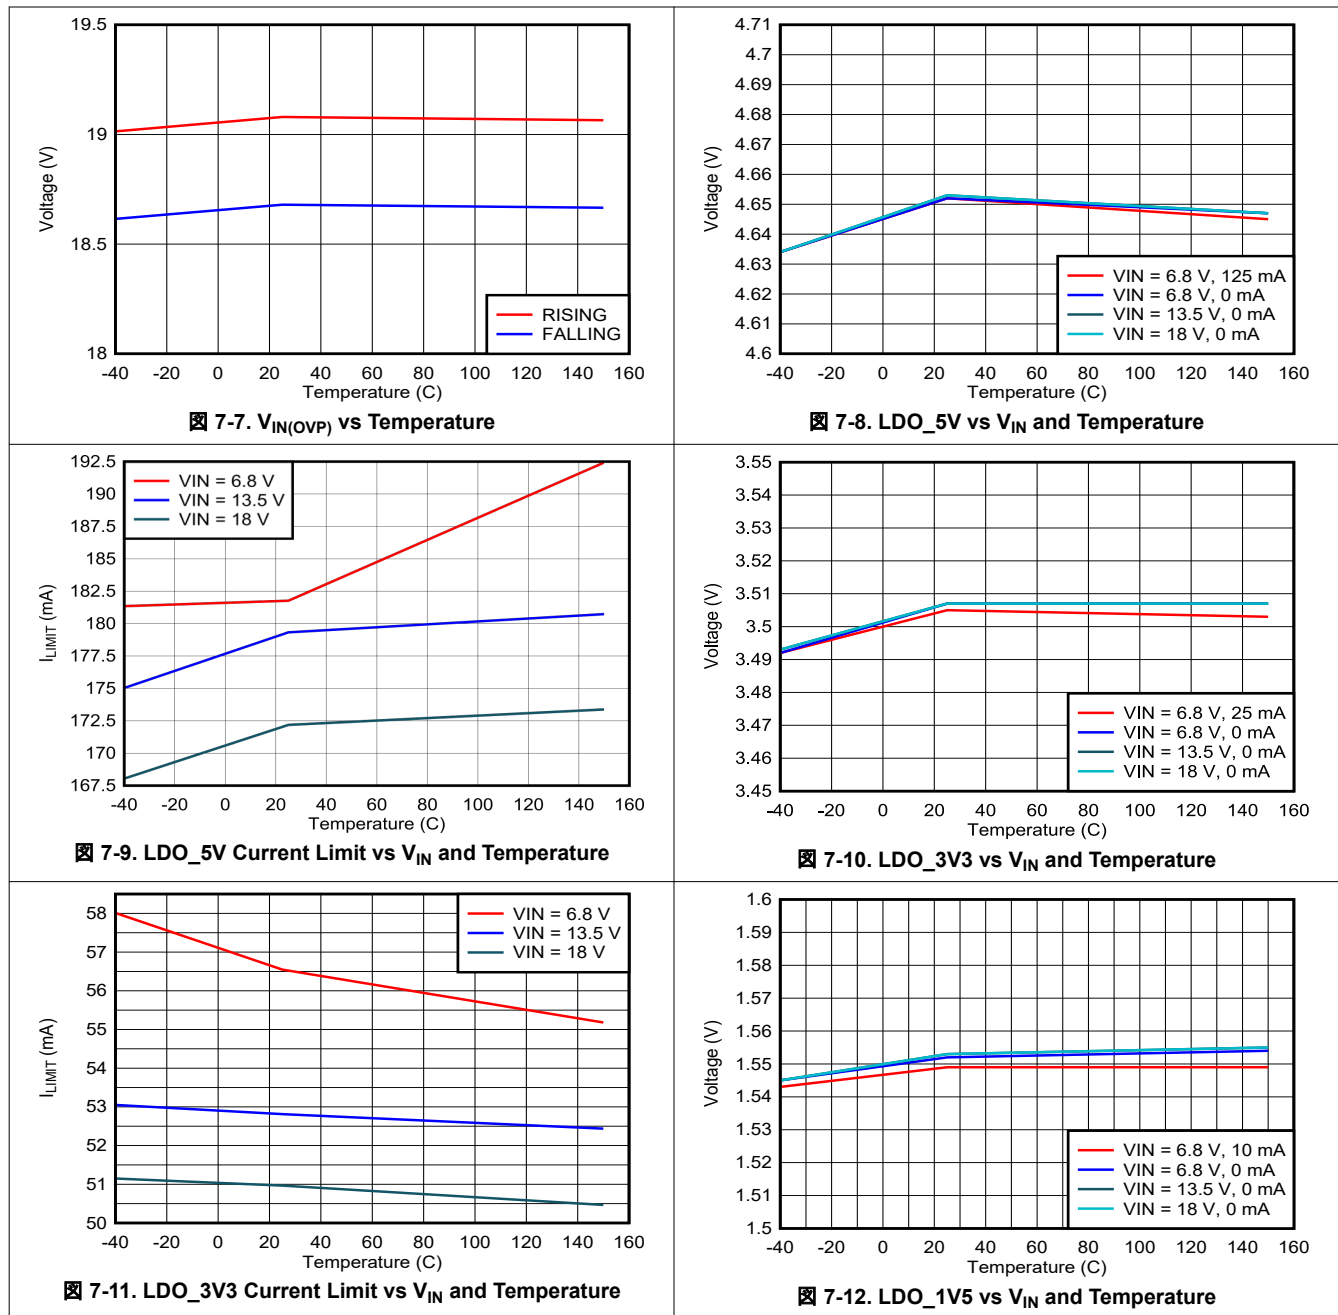 19.5
19
18.5
18
Voltage (V)
-40 -20 0 20 40 60 80 100 120 140 160
Temperature (C)
RISING
FALLING
図 7-7. VIN(OVP) vs Temperature
4.71
4.7
4.69
4.68
4.67
4.66
4.65
4.64
4.63
4.62
4.61
4.6
Voltage (V)
-40 -20 0 20 40 60 80 100 120 140 160
Temperature (C)
VIN = 6.8 V, 125 mA
VIN = 6.8 V, 0 mA
VIN = 13.5 V, 0 mA
VIN = 18 V, 0 mA
図 7-8. LDO_5V vs VIN and Temperature
192.5
190
187.5
185
182.5
180
177.5
175
172.5
170
167.5
ILIMIT (mA)
-40 -20 0 20 40 60 80 100 120 140 160
Temperature (C)
VIN = 6.8 V
VIN = 13.5 V
VIN = 18 V
図 7-9. LDO_5V Current Limit vs VIN and Temperature
3.55
3.54
3.53
3.52
3.51
3.5
3.49
3.48
3.47
3.46
3.45
Voltage (V)
-40 -20 0 20 40 60 80 100 120 140 160
Temperature (C)
VIN = 6.8 V, 25 mA
VIN = 6.8 V, 0 mA
VIN = 13.5 V, 0 mA
VIN = 18 V, 0 mA
図 7-10. LDO_3V3 vs VIN and Temperature
58
57
56
55
53
52
51
50
ILIMIT (mA)
-40 -20 0 20 40 60 80 100 120 140 160
Temperature (C)
VIN = 6.8 V
VIN = 13.5 V
VIN = 18 V
図 7-11. LDO_3V3 Current Limit vs VIN and Temperature
1.6
1.59
1.58
1.57
1.56
1.55
1.54
1.53
1.52
1.51
1.5
Voltage (V)
-40 -20 0 20 40 60 80 100 120 140 160
Temperature (C)
VIN = 6.8 V, 10 mA
VIN = 6.8 V, 0 mA
VIN = 13.5 V, 0 mA
VIN = 18 V, 0 mA
図 7-12. LDO_1V5 vs VIN and Temperature